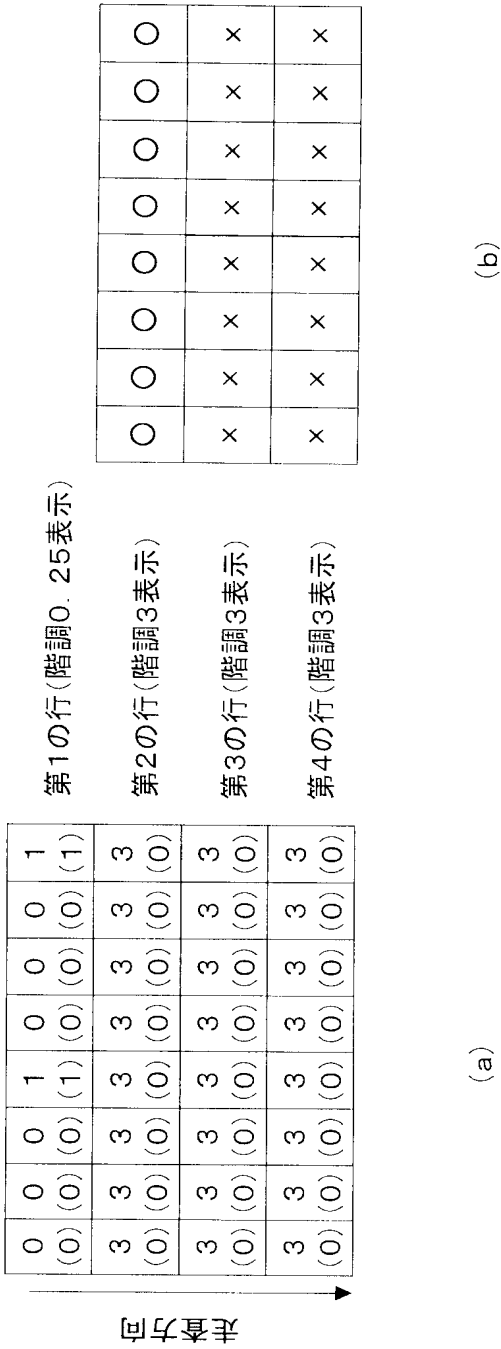 走査方向
0 0 0 1 0 0 0 1
(0) (0) (0) (1) (0) (0) (0) (1)
3 3 3 3 3 3 3 3
(0) (0) (0) (0) (0) (0) (0) (0)
3 3 3 3 3 3 3 3
(0) (0) (0) (0) (0) (0) (0) (0)
3 3 3 3 3 3 3 3
(0) (0) (0) (0) (0) (0) (0) (0)
(a)
第1の行(階調0.25表示)
第2の行(階調3表示)
第3の行(階調3表示)
第4の行(階調3表示)
○ ○ ○ ○ ○ ○ ○ ○
× × × × × × × ×
× × × × × × × ×
(b)